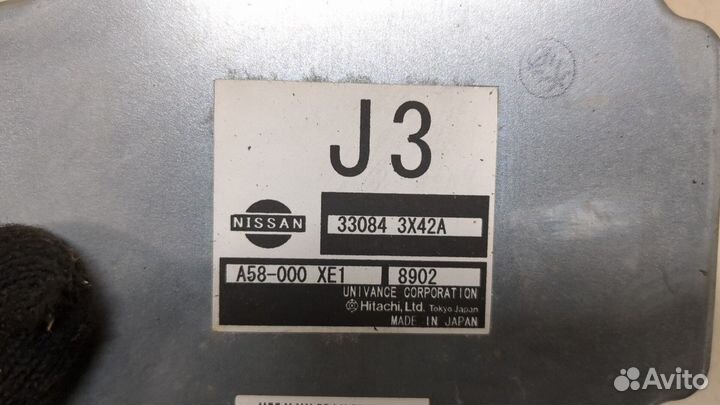 J3
NISSAN
33084 3X42A
A58-000 XE1 8902
UNIVANCE CORPORATION
Hitachi, Ltd. Tokyo Japan
MADE IN JAPAN
Avito